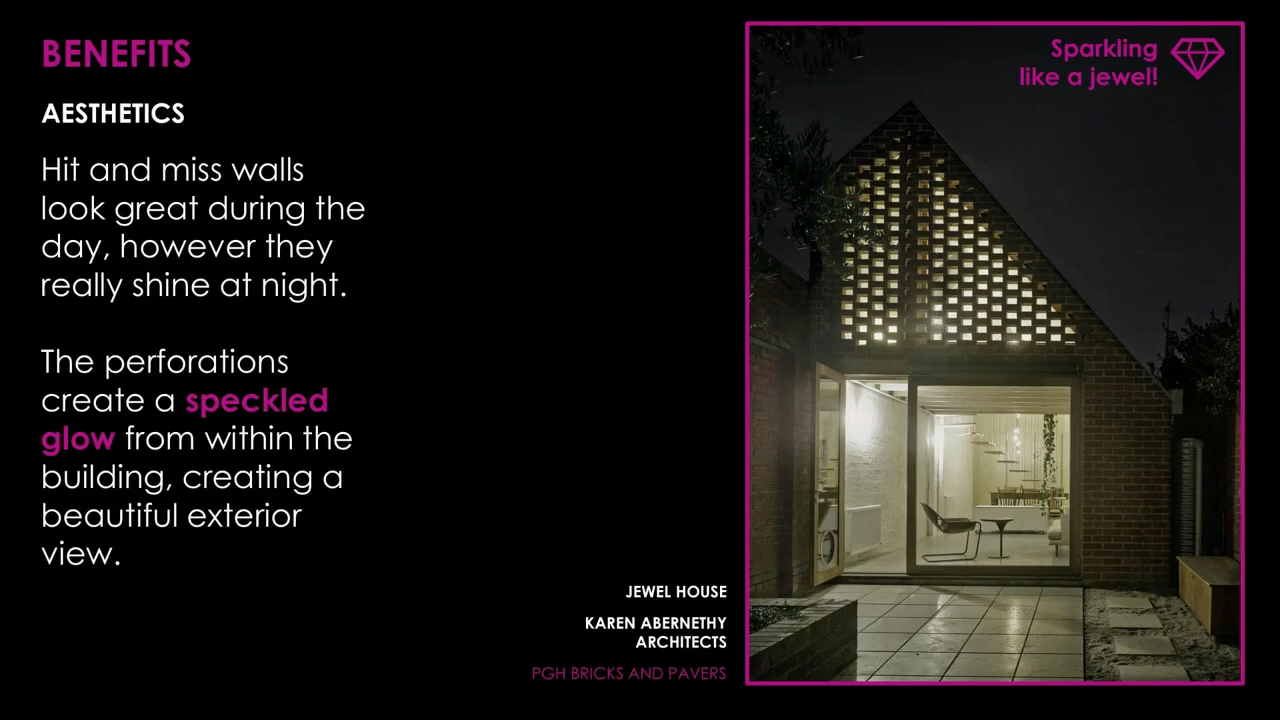 BENEFITS
AESTHETICS
Hit and miss walls
look great during the
day, however they
really shine at night.
The perforations
create a speckled
glow from within the
building, creating a
beautiful exterior
view.
JEWEL HOUSE
KAREN ABERNETHY
ARCHITECTS
PGH BRICKS AND PAVERS
Sparkling
like a jewel!